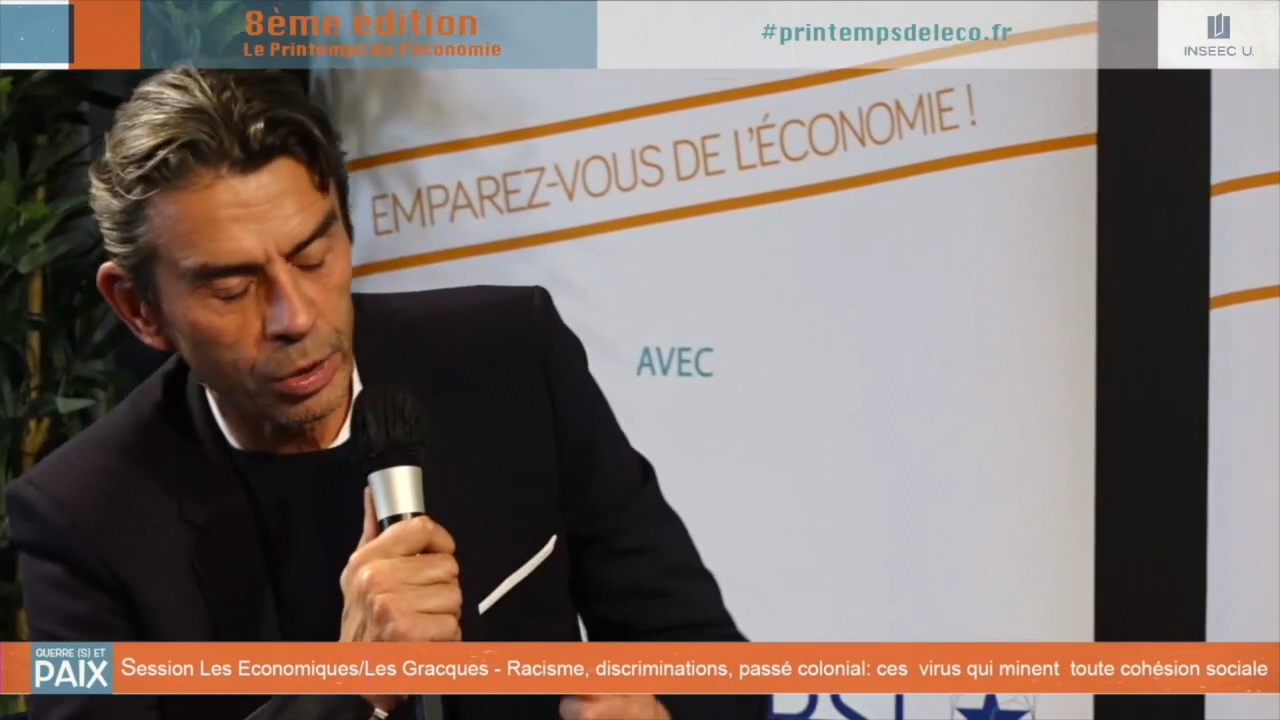 8ème édition
Le Printemps de l'économie
#printempsdeleco.fr
INSEEC U.
EMPAREZ-VOUS DE L'ÉCONOMIE !
AVEC
GUERRE (S) ET
PAIX
Session Les Economiques/Les Gracques - Racisme, discriminations, passé colonial: ces virus qui minent toute cohésion sociale